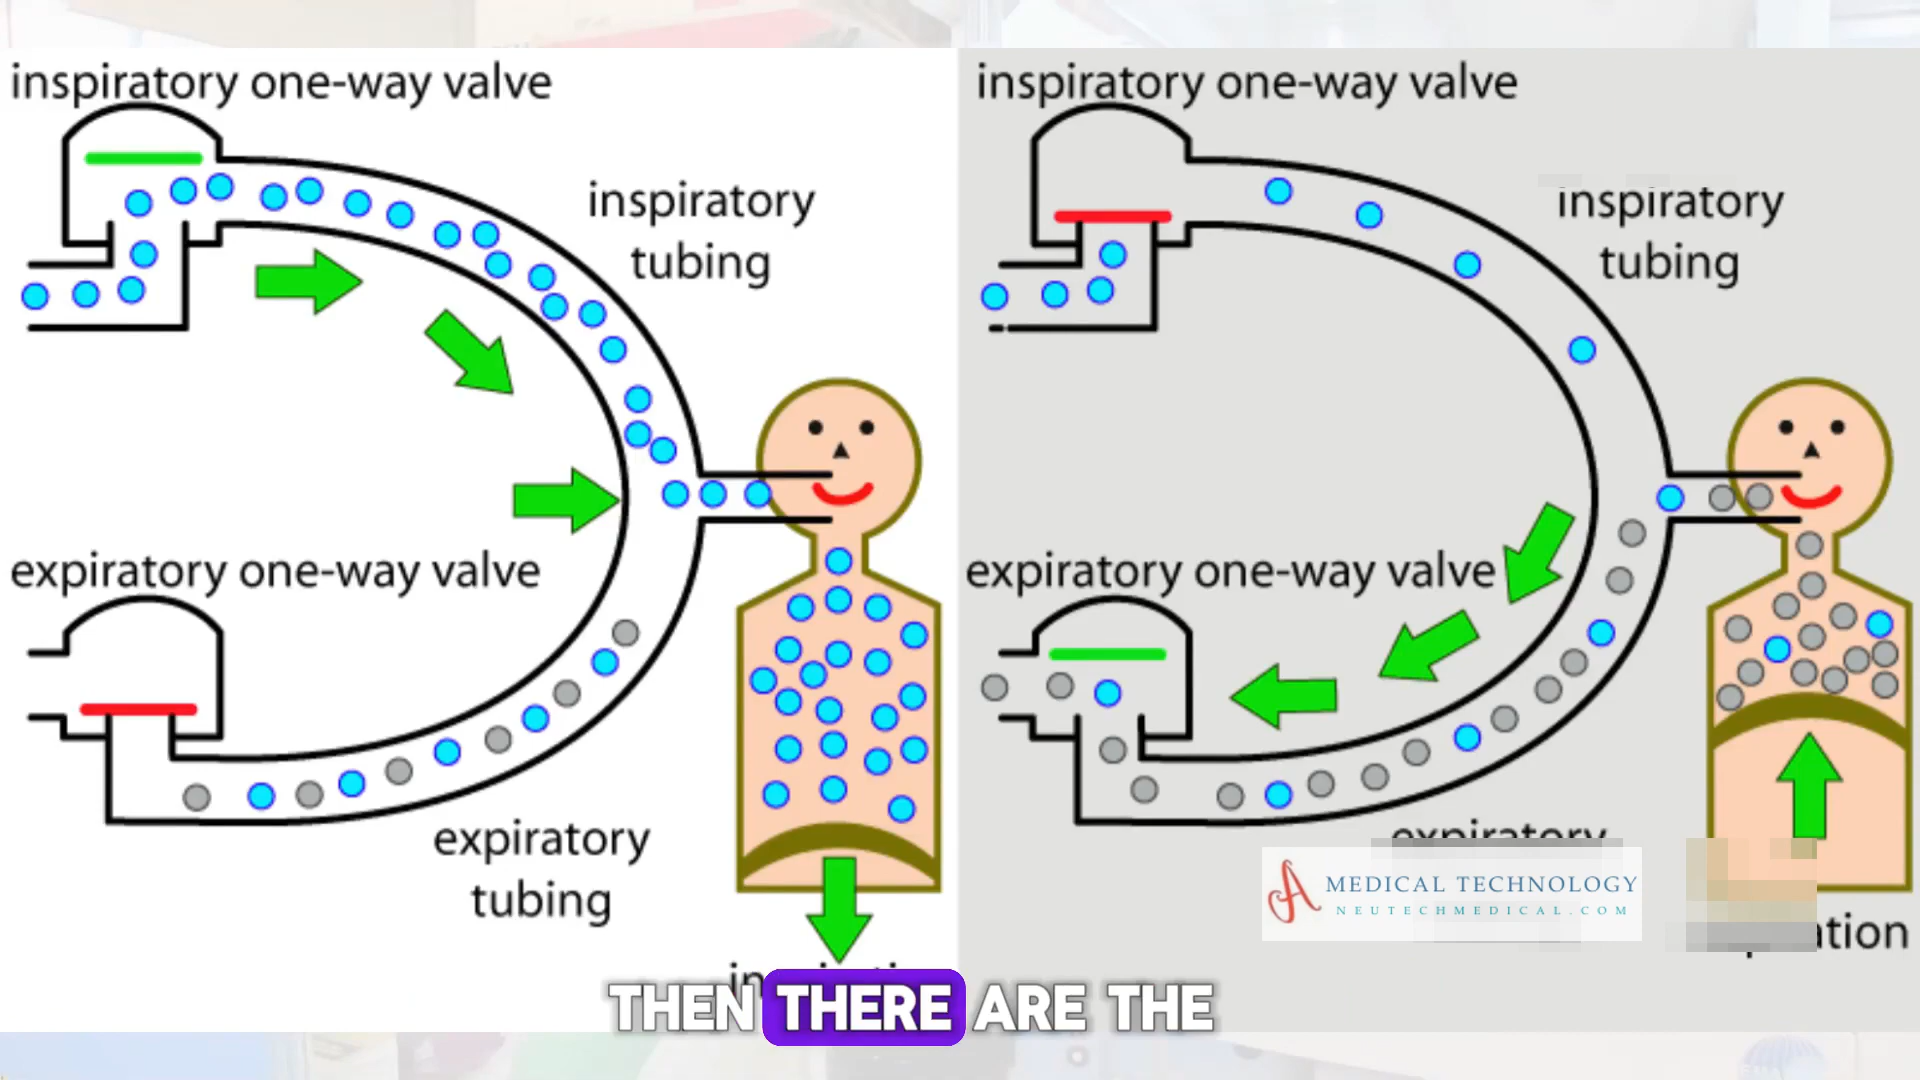 inspiratory one-way valve
inspiratory
tubing
expiratory one-way valve
expiratory
tubing
inspiratory one-way valve
inspiratory
tubing
expiratory one-way valve
expiratory
A MEDICAL TECHNOLOGY
NEUTECHMEDICAL.COM
THEN THERE ARE THE